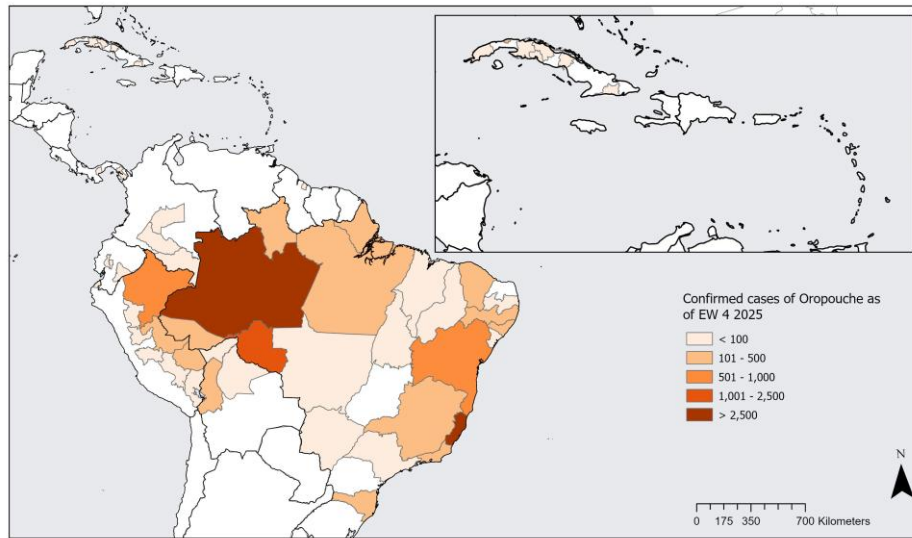 Confirmed cases of Oropouche as
of EW 4 2025
< 100
101 - 500
501 - 1,000
1,001 - 2,500
> 2,500
N
0 175 350 700 Kilometers